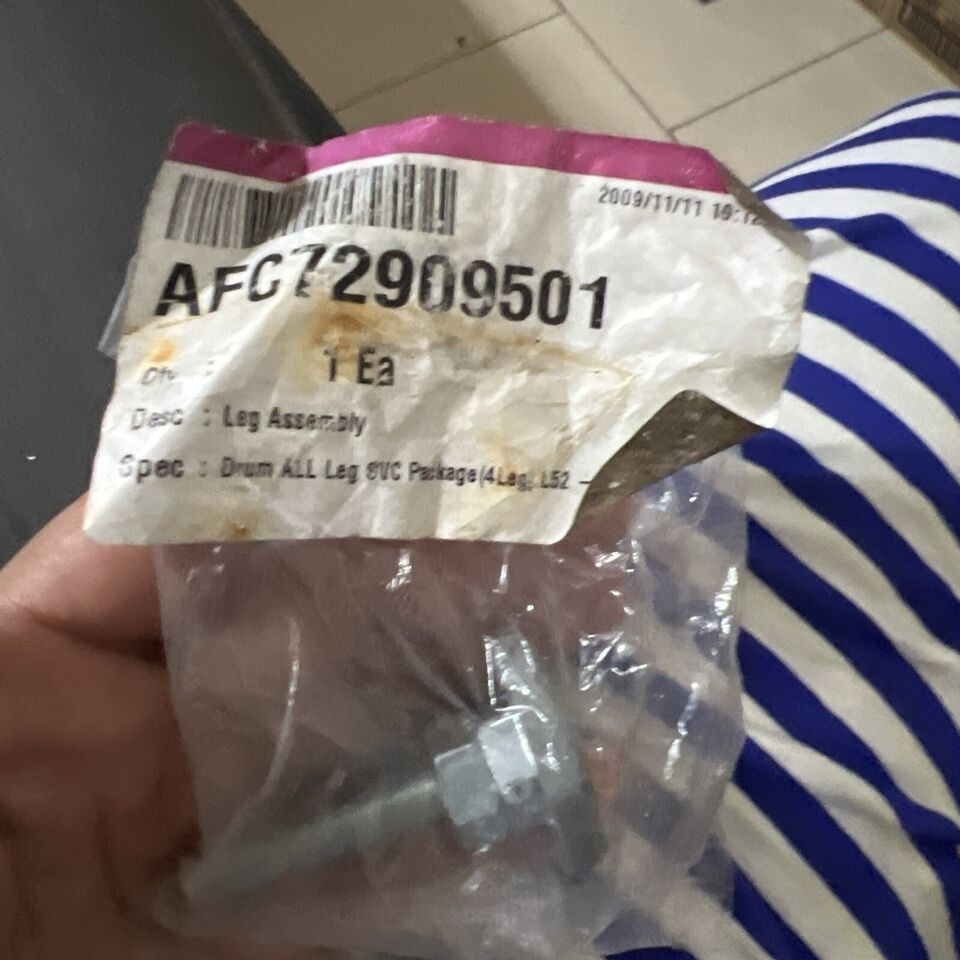 2009/11/11
AFC72909501
: 1 Ea
Desc : Leg Assembly
Spec : Drum ALL Leg SVC Package(4Leg, L52 -